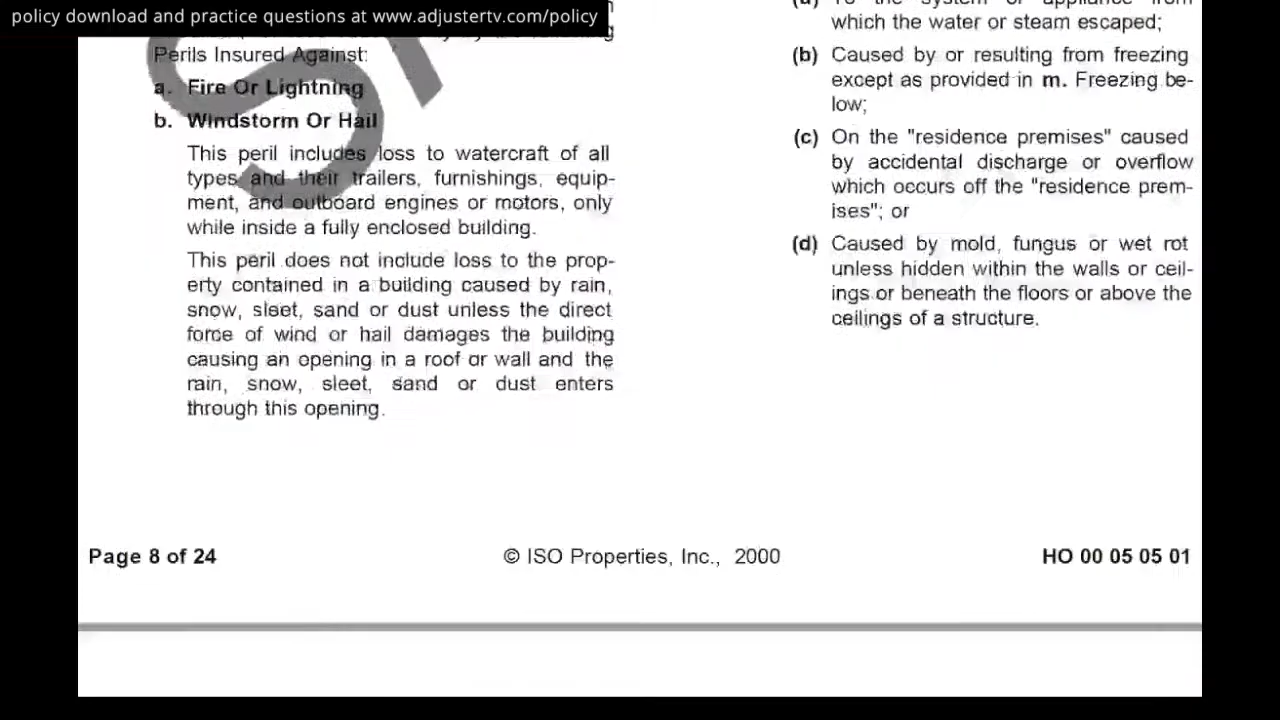 policy download and practice questions at www.adjustertv.com/policy
Perils Insured Against:
a. Fire Or Lightning
b. Windstorm Or Hail
This peril includes loss to watercraft of all
types and their trailers, furnishings, equip-
ment, and outboard engines or motors, only
while inside a fully enclosed building.
This peril does not include loss to the prop-
erty contained in a building caused by rain,
snow, sleet, sand or dust unless the direct
force of wind or hail damages the building
causing an opening in a roof or wall and the
rain, snow, sleet, sand or dust enters
through this opening.
(a) To the system or appliance from
which the water or steam escaped;
(b) Caused by or resulting from freezing
except as provided in m. Freezing be-
low;
(c) On the "residence premises" caused
by accidental discharge or overflow
which occurs off the "residence prem-
ises"; or
(d) Caused by mold, fungus or wet rot
unless hidden within the walls or ceil-
ings or beneath the floors or above the
ceilings of a structure.
Page 8 of 24
© ISO Properties, Inc., 2000
HO 00 05 05 01